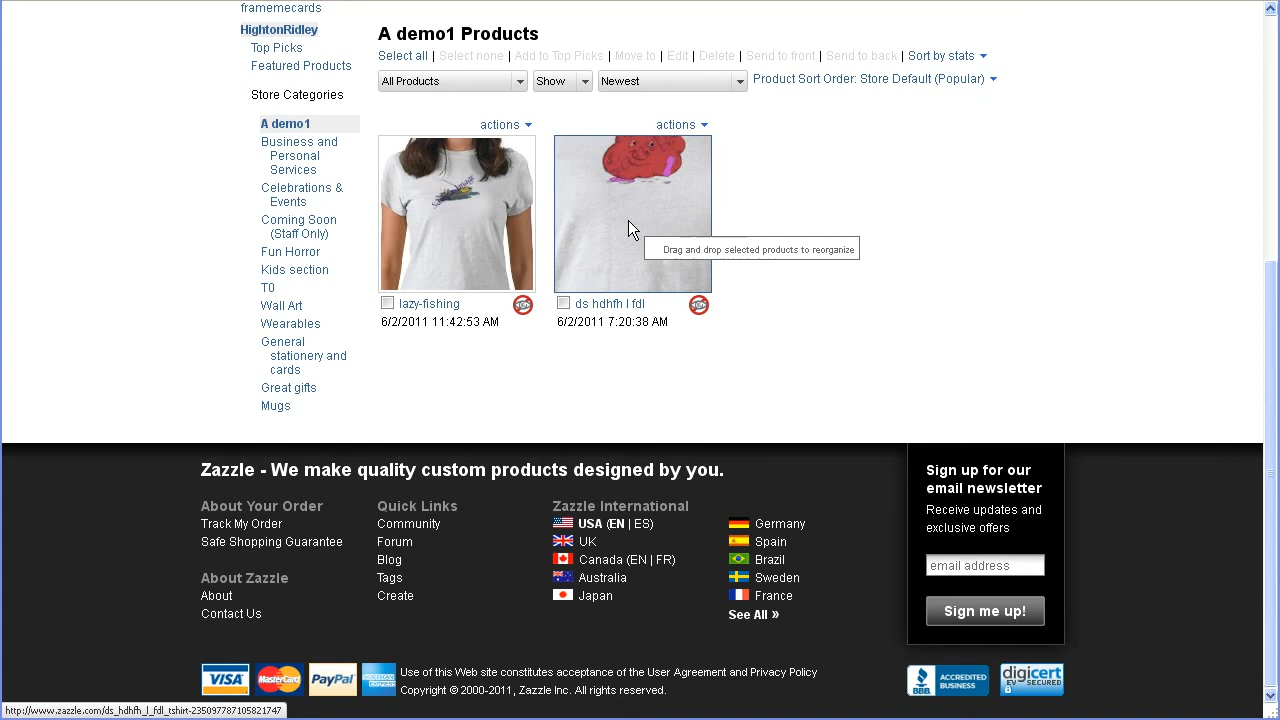 framemecards
HightonRidley
Top Picks
Featured Products
Store Categories
A demo1
Business and
Personal
Services
Celebrations &
Events
Coming Soon
(Staff Only)
Fun Horror
Kids section
T0
Wall Art
Wearables
General
stationery and
cards
Great gifts
Mugs
A demo1 Products
Select all | Select none | Add to Top Picks | Move to | Edit | Delete | Send to front | Send to back | Sort by stats
All Products Show Newest Product Sort Order: Store Default (Popular)
actions actions
Drag and drop selected products to reorganize
lazy-fishing ds hdhfh l fdl
6/2/2011 11:42:53 AM 6/2/2011 7:20:38 AM
Zazzle - We make quality custom products designed by you.
About Your Order
Track My Order
Safe Shopping Guarantee
About Zazzle
About
Contact Us
Quick Links
Community
Forum
Blog
Tags
Create
Zazzle International
USA (EN | ES)
UK
Canada (EN | FR)
Australia
Japan
Germany
Spain
Brazil
Sweden
France
See All »
Sign up for our
email newsletter
Receive updates and
exclusive offers
email address
Sign me up!
VISA MasterCard PayPal AMERICAN EXPRESS
Use of this Web site constitutes acceptance of the User Agreement and Privacy Policy
Copyright © 2000-2011, Zazzle Inc. All rights reserved.
BBB. ACCREDITED BUSINESS
digicert EV SECURED
http://www.zazzle.com/ds_hdhfh_l_fdl_tshirt-235097787105821747